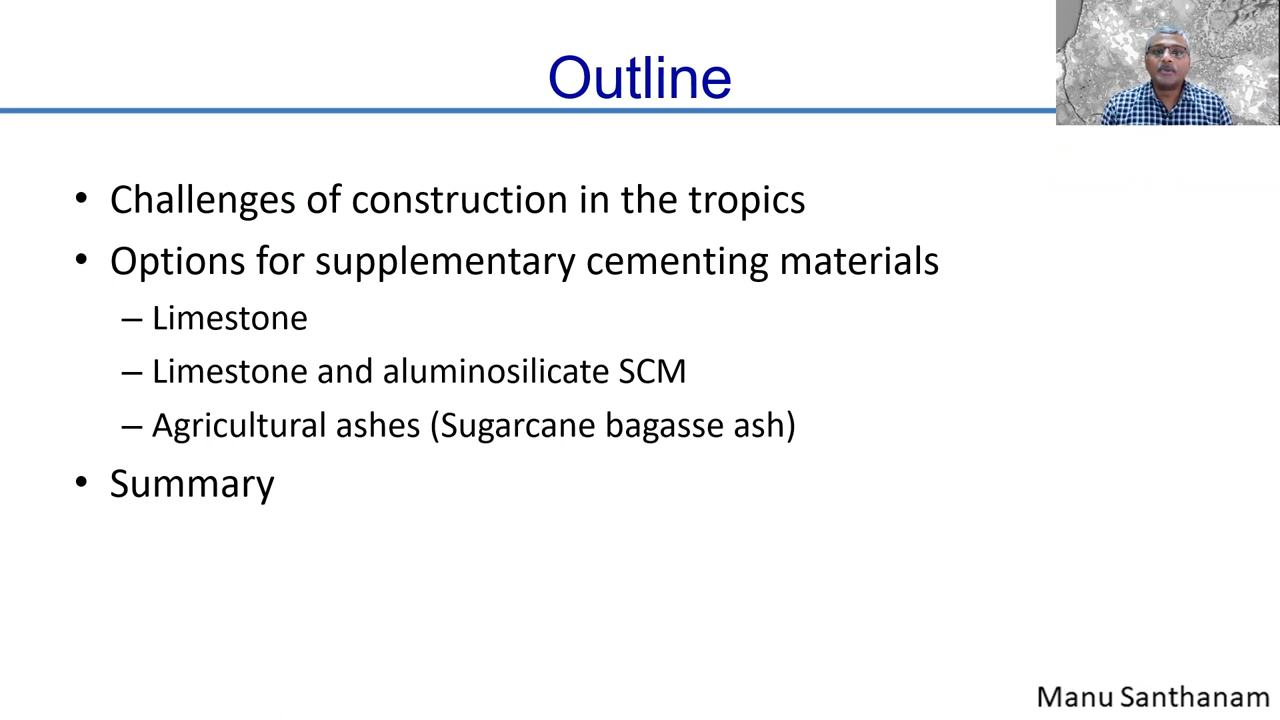 Outline
• Challenges of construction in the tropics
• Options for supplementary cementing materials
– Limestone
– Limestone and aluminosilicate SCM
– Agricultural ashes (Sugarcane bagasse ash)
• Summary
Manu Santhanam